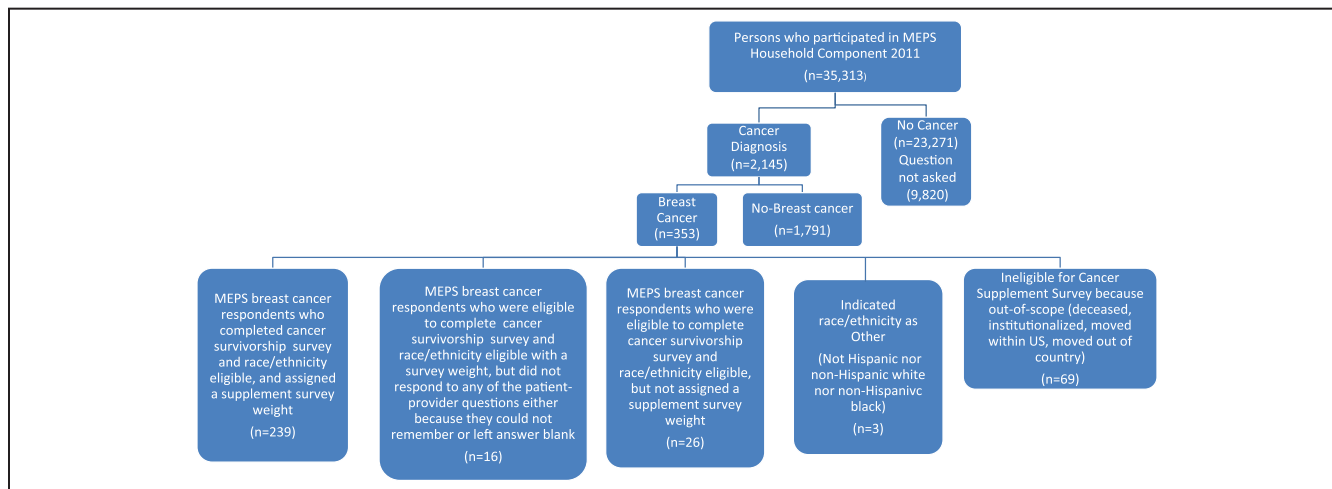 Persons who participated in MEPS
Household Component 2011
(n=35,313)
Cancer
Diagnosis
(n=2,145)
No Cancer
(n=23,271)
Question
not asked
(9,820)
Breast
Cancer
(n=353)
No-Breast cancer
(n=1,791)
MEPS breast cancer
respondents who
completed cancer
survivorship survey
and race/ethnicity
eligible, and assigned
a supplement survey
weight
(n=239)
MEPS breast cancer
respondents who were eligible
to complete cancer
survivorship survey and
race/ethnicity eligible with a
survey weight, but did not
respond to any of the patient-
provider questions either
because they could not
remember or left answer blank
(n=16)
MEPS breast cancer
respondents who were
eligible to complete
cancer survivorship
survey and
race/ethnicity eligible,
but not assigned a
supplement survey
weight
(n=26)
Indicated
race/ethnicity as
Other
(Not Hispanic nor
non-Hispanic white
nor non-Hispanivc
black)
(n=3)
Ineligible for Cancer
Supplement Survey because
out-of-scope (deceased,
institutionalized, moved
within US, moved out of
country)
(n=69)